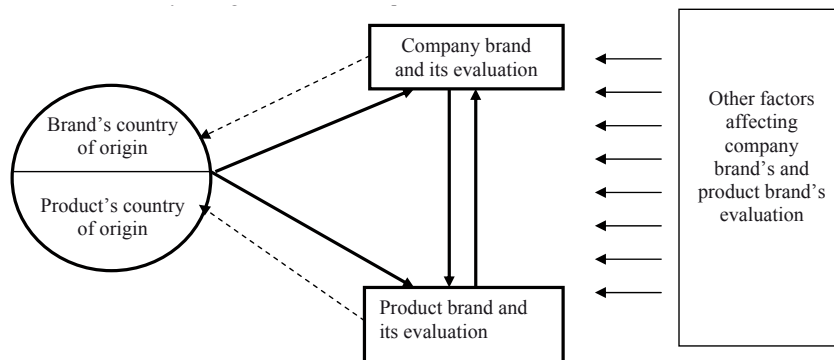 Company brand
and its evaluation
Brand's country
of origin
Product's country
of origin
Product brand and
its evaluation
Other factors
affecting
company
brand's and
product brand's
evaluation